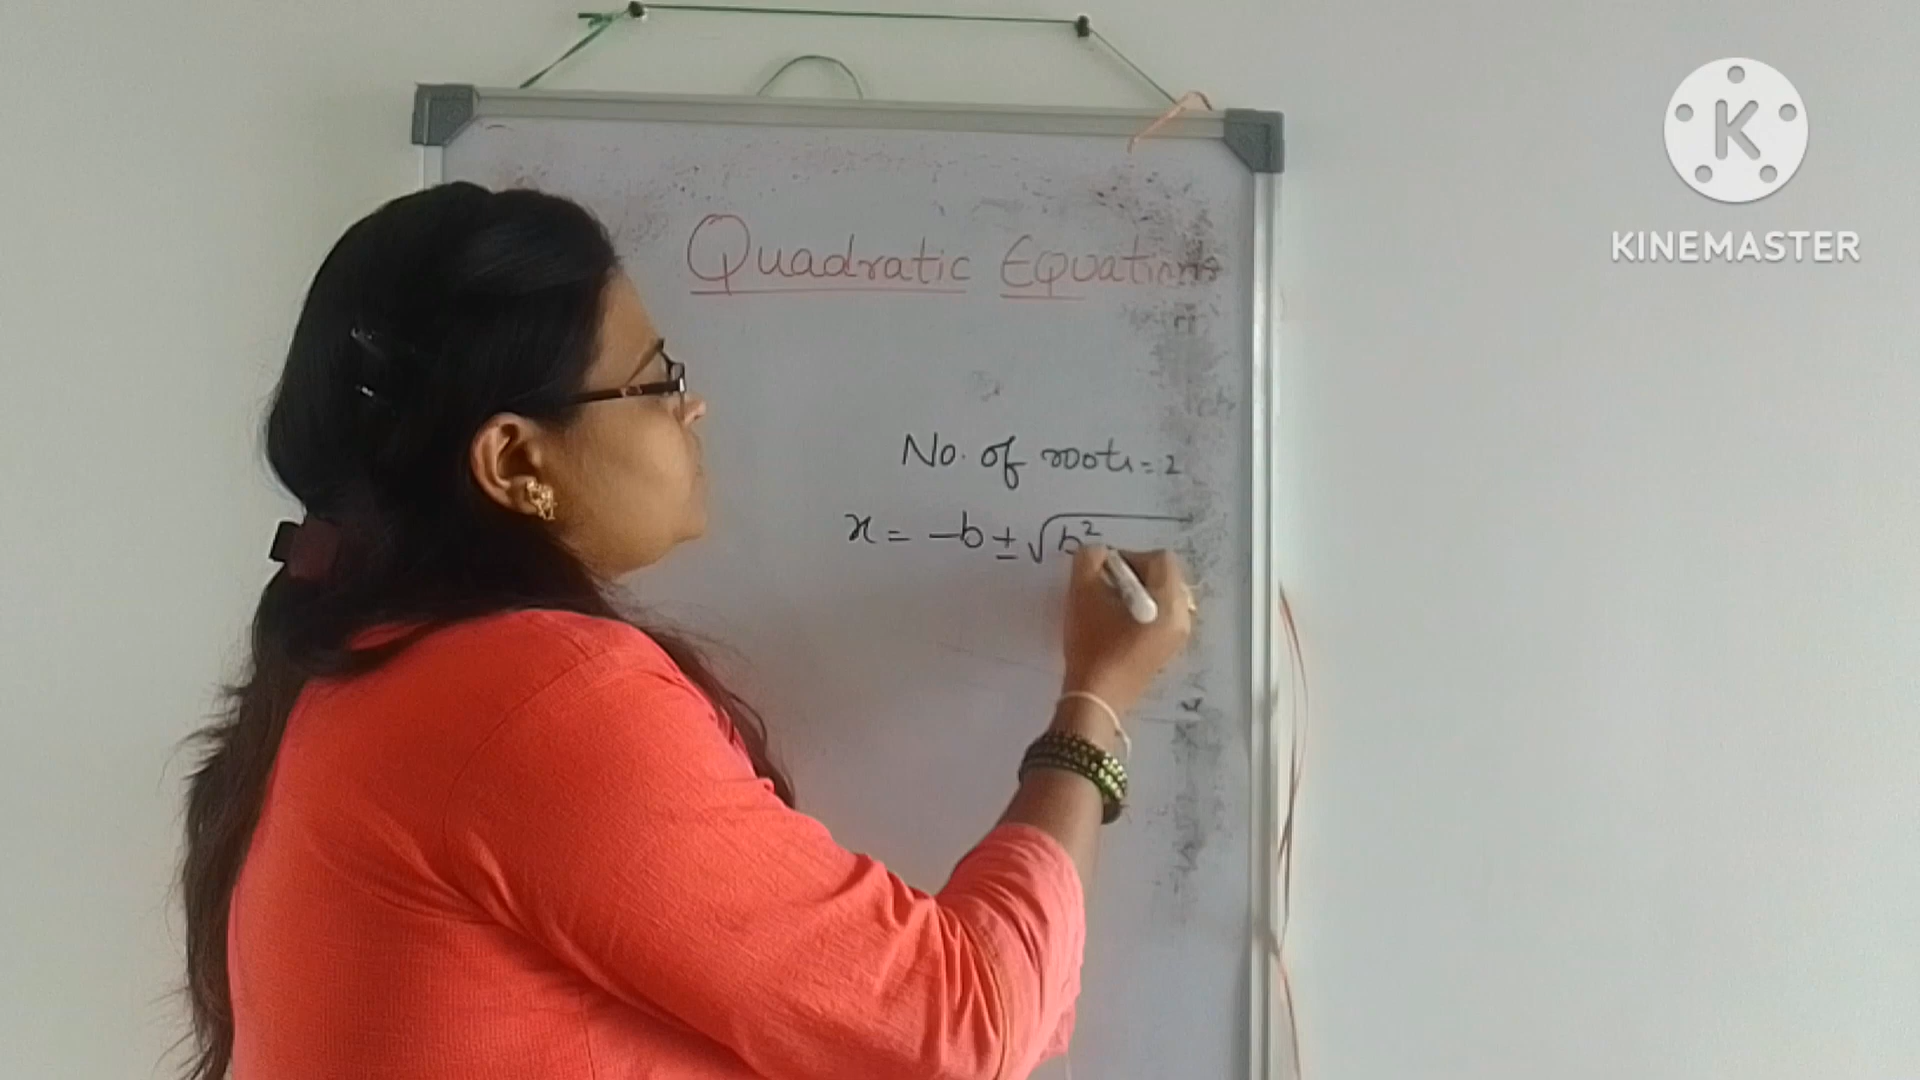 Quadratic Equations
No. of roots = 2
x = -b ± √b²
K
KINEMASTER